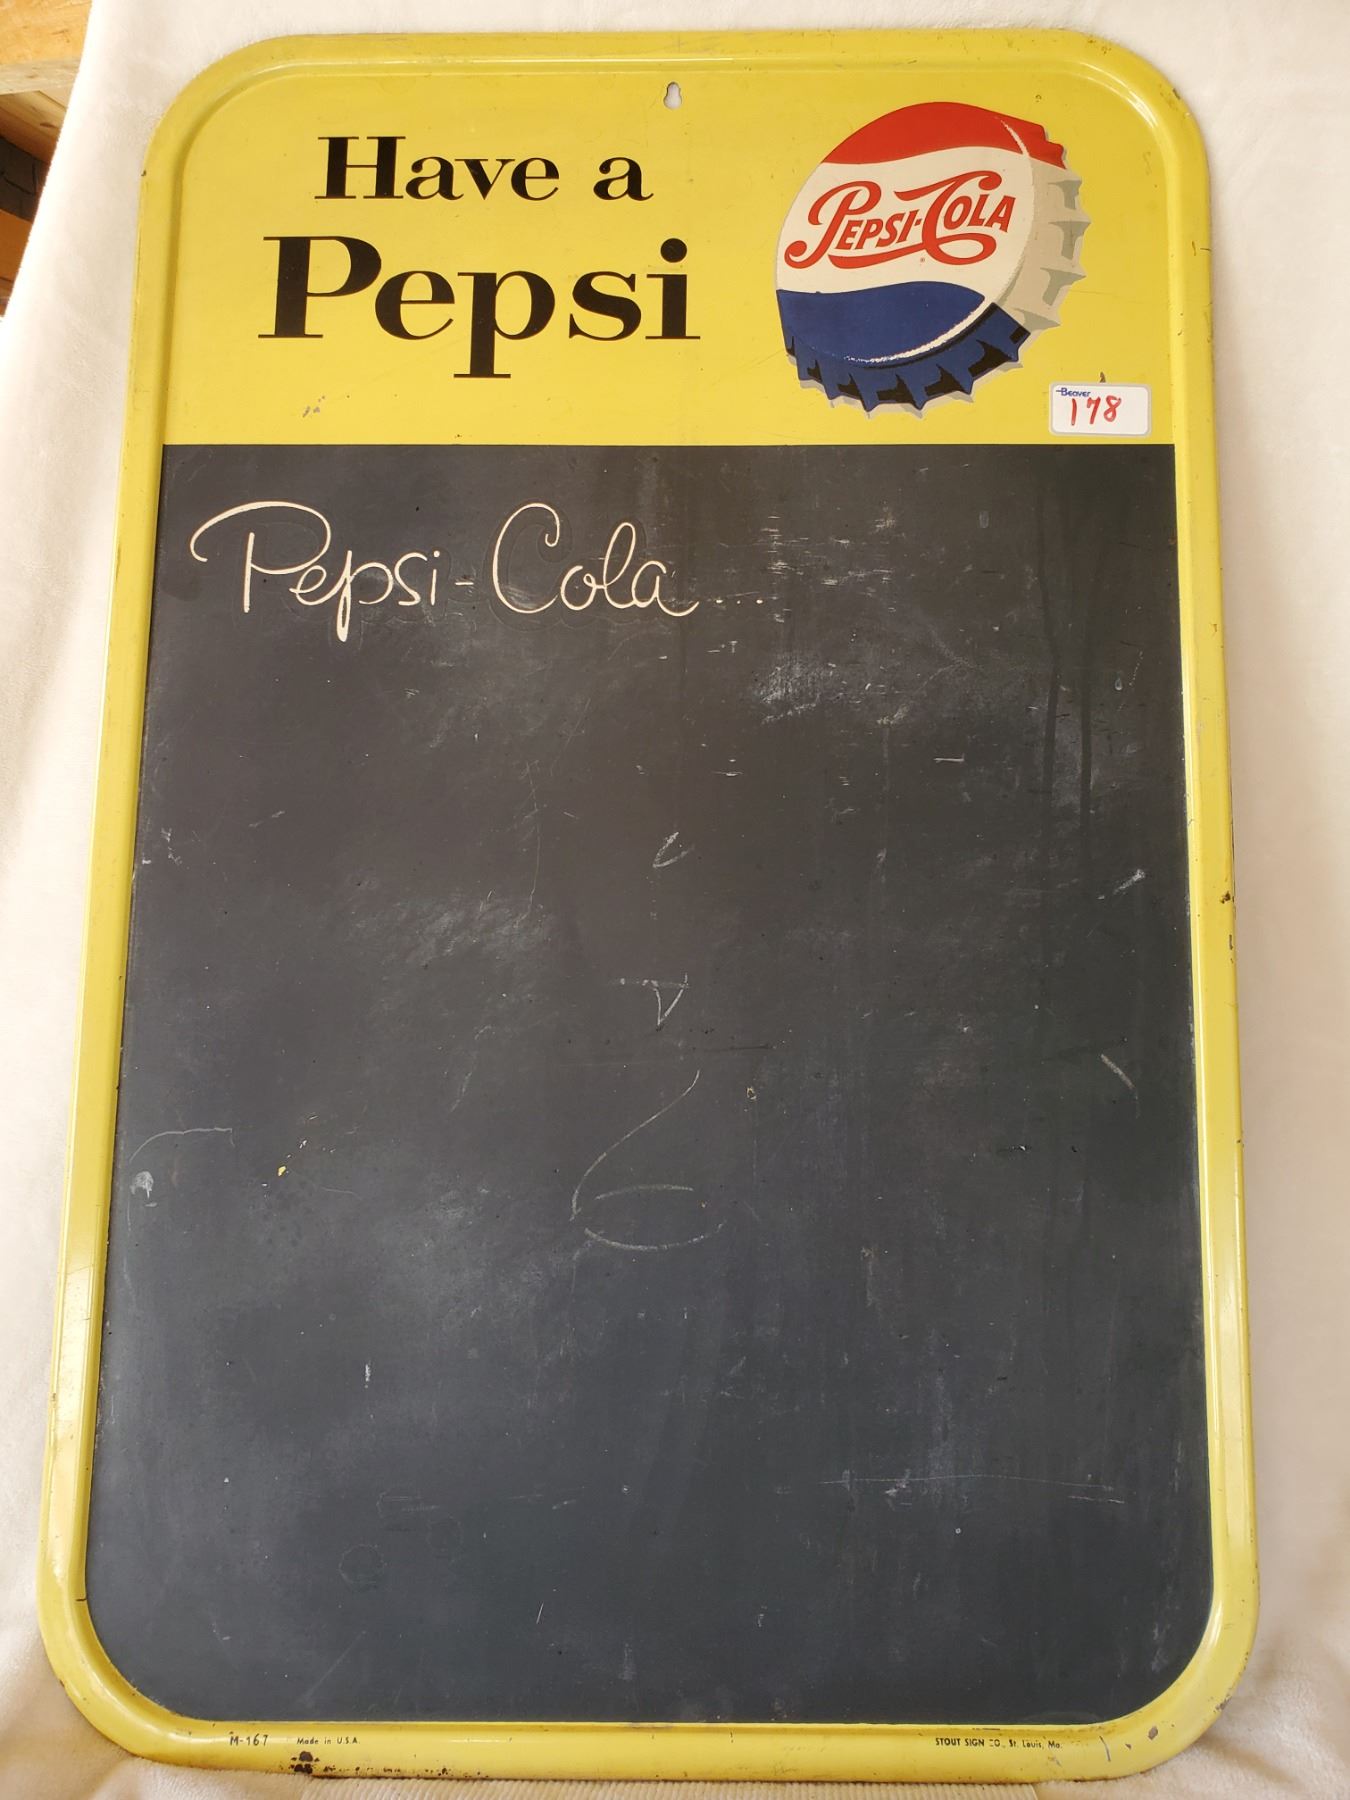 Have a
Pepsi
PEPSI-COLA
®
Beaver
178
Pepsi-Cola...
M-167 Made in U.S.A.
STOUT SIGN CO., St. Louis, Mo.